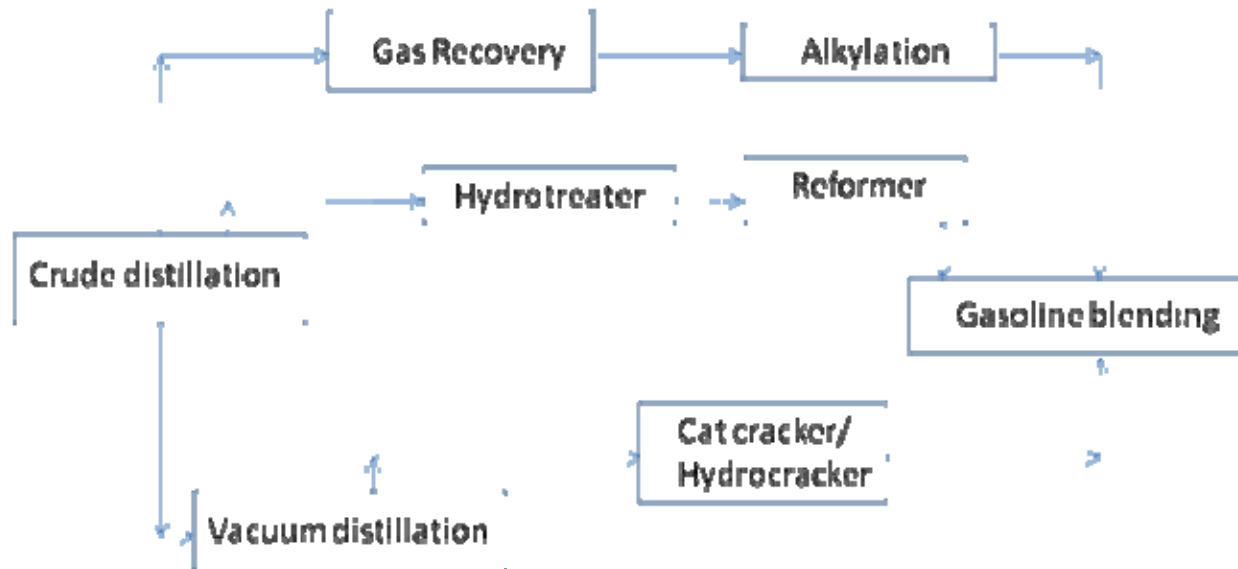 Gas Recovery
Alkylation
Hydrotreater
Reformer
Crude distillation
Gasoline blending
Cat cracker/
Hydrocracker
Vacuum distillation